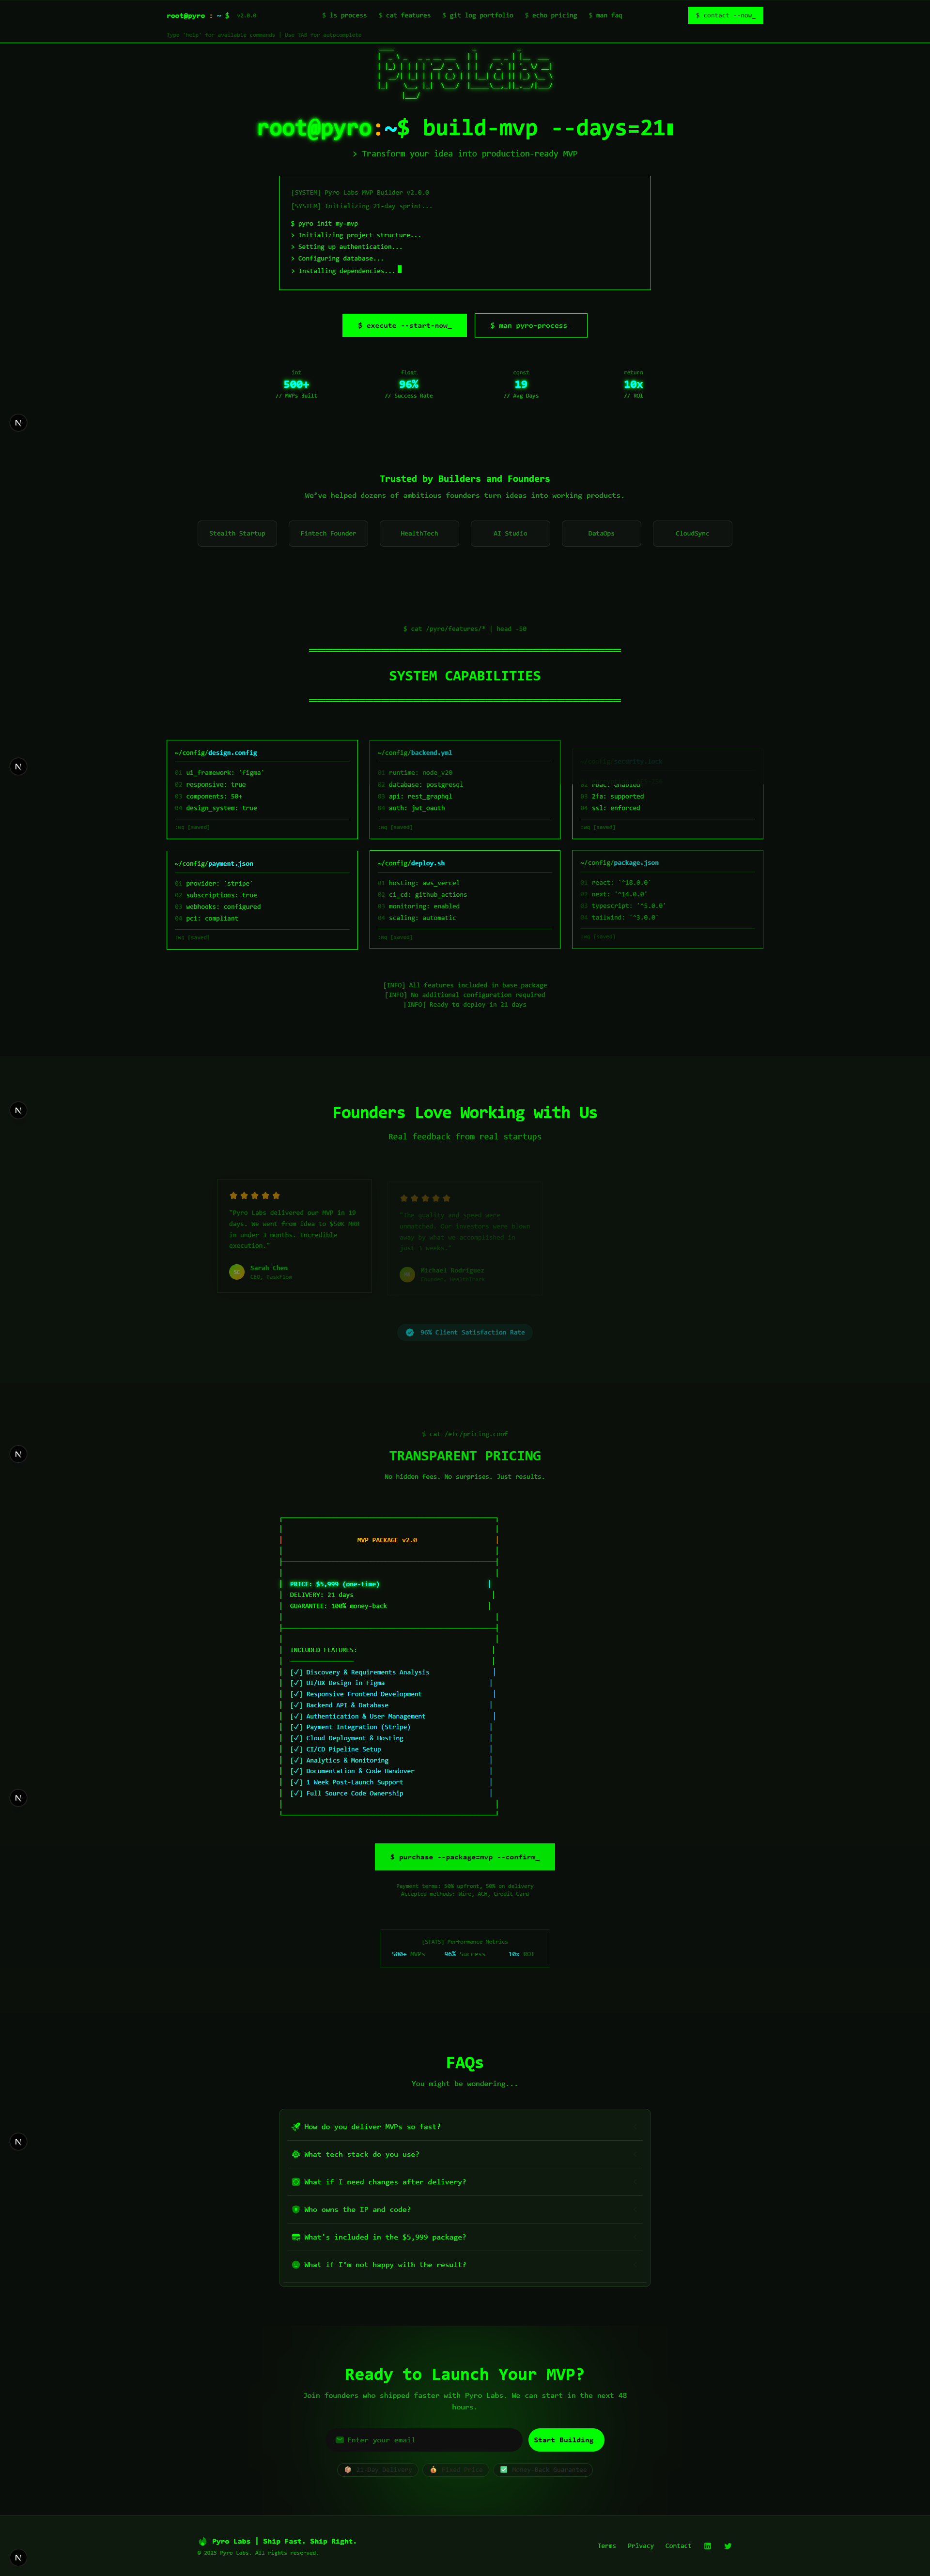 root@pyro : ~ $ v2.0.0 $ ls process $ cat features $ git log portfolio $ echo pricing $ man faq $ contact --now_
Type 'help' for available commands | Use TAB for autocomplete
Pyro Labs
root@pyro:~$ build-mvp --days=21
> Transform your idea into production-ready MVP
[SYSTEM] Pyro Labs MVP Builder v2.0.0
[SYSTEM] Initializing 21-day sprint...
$ pyro init my-mvp
> Initializing project structure...
> Setting up authentication...
> Configuring database...
> Installing dependencies...
$ execute --start-now_ $ man pyro-process_
int float const return
500+ 96% 19 10x
// MVPs Built // Success Rate // Avg Days // ROI
Trusted by Builders and Founders
We've helped dozens of ambitious founders turn ideas into working products.
Stealth Startup Fintech Founder HealthTech AI Studio DataOps CloudSync
$ cat /pyro/features/* | head -50
SYSTEM CAPABILITIES
~/config/design.config
01 ui_framework: 'figma'
02 responsive: true
03 components: 50+
04 design_system: true
:wq [saved]
~/config/backend.yml
01 runtime: node_v20
02 database: postgresql
03 api: rest_graphql
04 auth: jwt_oauth
:wq [saved]
~/config/security.lock
02 rbac: enabled
03 2fa: supported
04 ssl: enforced
:wq [saved]
~/config/payment.json
01 provider: 'stripe'
02 subscriptions: true
03 webhooks: configured
04 pci: compliant
:wq [saved]
~/config/deploy.sh
01 hosting: aws_vercel
02 ci_cd: github_actions
03 monitoring: enabled
04 scaling: automatic
:wq [saved]
~/config/package.json
01 react: '^18.0.0'
02 next: '^14.0.0'
03 typescript: '^5.0.0'
04 tailwind: '^3.0.0'
:wq [saved]
[INFO] All features included in base package
[INFO] No additional configuration required
[INFO] Ready to deploy in 21 days
Founders Love Working with Us
Real feedback from real startups
"Pyro Labs delivered our MVP in 19
days. We went from idea to $50K MRR
in under 3 months. Incredible
execution."
Sarah Chen
CEO, TaskFlow
"The quality and speed were
unmatched. Our investors were blown
away by what we accomplished in
just 3 weeks."
Michael Rodriguez
96% Client Satisfaction Rate
$ cat /etc/pricing.conf
TRANSPARENT PRICING
No hidden fees. No surprises. Just results.
MVP PACKAGE v2.0
PRICE: $5,999 (one-time)
DELIVERY: 21 days
GUARANTEE: 100% money-back
INCLUDED FEATURES:
[✓] Discovery & Requirements Analysis
[✓] UI/UX Design in Figma
[✓] Responsive Frontend Development
[✓] Backend API & Database
[✓] Authentication & User Management
[✓] Payment Integration (Stripe)
[✓] Cloud Deployment & Hosting
[✓] CI/CD Pipeline Setup
[✓] Analytics & Monitoring
[✓] Documentation & Code Handover
[✓] 1 Week Post-Launch Support
[✓] Full Source Code Ownership
$ purchase --package=mvp --confirm_
Payment terms: 50% upfront, 50% on delivery
Accepted methods: Wire, ACH, Credit Card
[STATS] Performance Metrics
500+ MVPs 96% Success 10x ROI
FAQs
You might be wondering...
How do you deliver MVPs so fast?
What tech stack do you use?
What if I need changes after delivery?
Who owns the IP and code?
What's included in the $5,999 package?
What if I'm not happy with the result?
Ready to Launch Your MVP?
Join founders who shipped faster with Pyro Labs. We can start in the next 48
hours.
Enter your email Start Building
21-Day Delivery Fixed Price Money-Back Guarantee
Pyro Labs | Ship Fast. Ship Right.
© 2025 Pyro Labs. All rights reserved.
Terms Privacy Contact